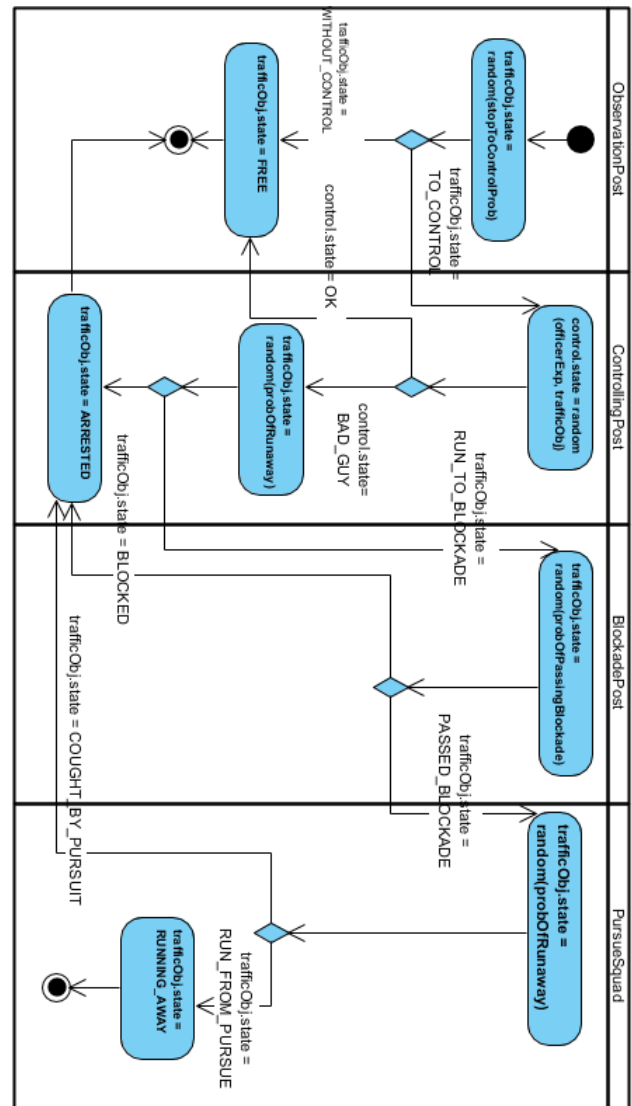 ObservationPost
trafficObj.state =
random(stopToControlProb)
trafficObj.state =
TO_CONTROL
trafficObj.state =
WITHOUT_CONTROL
trafficObj.state = FREE
control.state = OK
ControllingPost
control.state = random
(officerExp, trafficObj)
control.state=
BAD_GUY
trafficObj.state =
random(probOfRunaway)
trafficObj.state =
RUN_TO_BLOCKADE
trafficObj.state = ARRESTED
trafficObj.state = BLOCKED
BlockadePost
trafficObj.state =
random(probOfPassingBlockade)
trafficObj.state =
PASSED_BLOCKADE
trafficObj.state = COUGHT_BY_PURSUIT
PursueSquad
trafficObj.state =
random(probOfRunaway)
trafficObj.state =
RUN_FROM_PURSUE
trafficObj.state =
RUNNING_AWAY